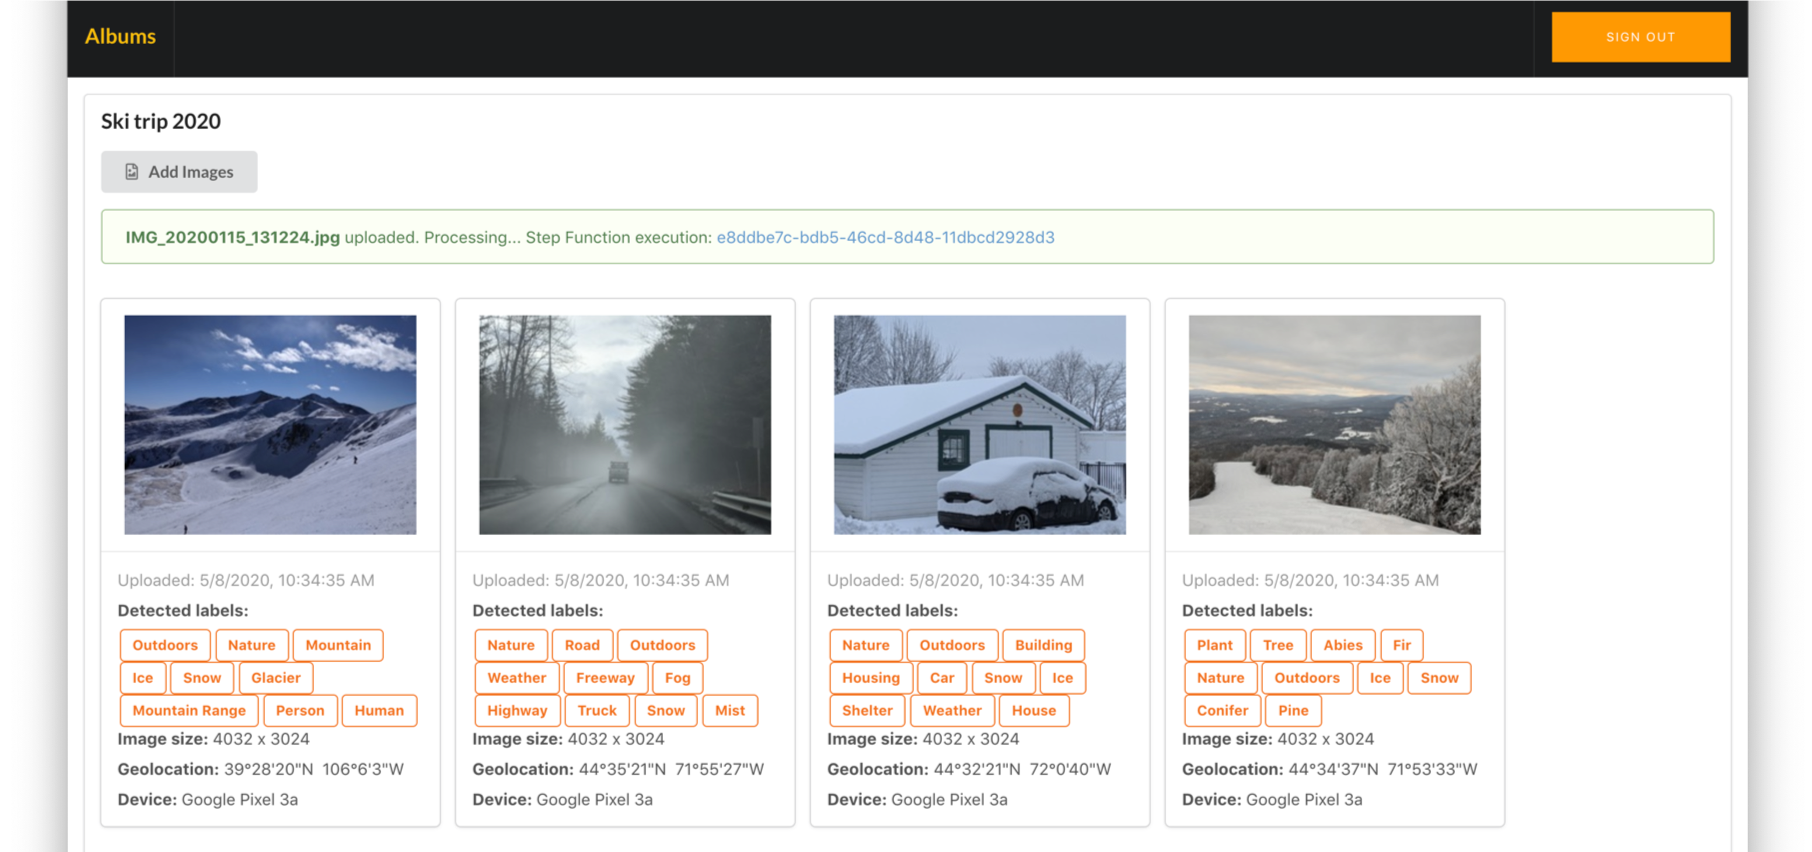 Albums
SIGN OUT
Ski trip 2020
Add Images
IMG_20200115_131224.jpg uploaded. Processing... Step Function execution: e8ddbe7c-bdb5-46cd-8d48-11dbcd2928d3
Uploaded: 5/8/2020, 10:34:35 AM
Detected labels:
Outdoors Nature Mountain
Ice Snow Glacier
Mountain Range Person Human
Image size: 4032 x 3024
Geolocation: 39°28'20"N 106°6'3"W
Device: Google Pixel 3a
Uploaded: 5/8/2020, 10:34:35 AM
Detected labels:
Nature Road Outdoors
Weather Freeway Fog
Highway Truck Snow Mist
Image size: 4032 x 3024
Geolocation: 44°35'21"N 71°55'27"W
Device: Google Pixel 3a
Uploaded: 5/8/2020, 10:34:35 AM
Detected labels:
Nature Outdoors Building
Housing Car Snow Ice
Shelter Weather House
Image size: 4032 x 3024
Geolocation: 44°32'21"N 72°0'40"W
Device: Google Pixel 3a
Uploaded: 5/8/2020, 10:34:35 AM
Detected labels:
Plant Tree Abies Fir
Nature Outdoors Ice Snow
Conifer Pine
Image size: 4032 x 3024
Geolocation: 44°34'37"N 71°53'33"W
Device: Google Pixel 3a